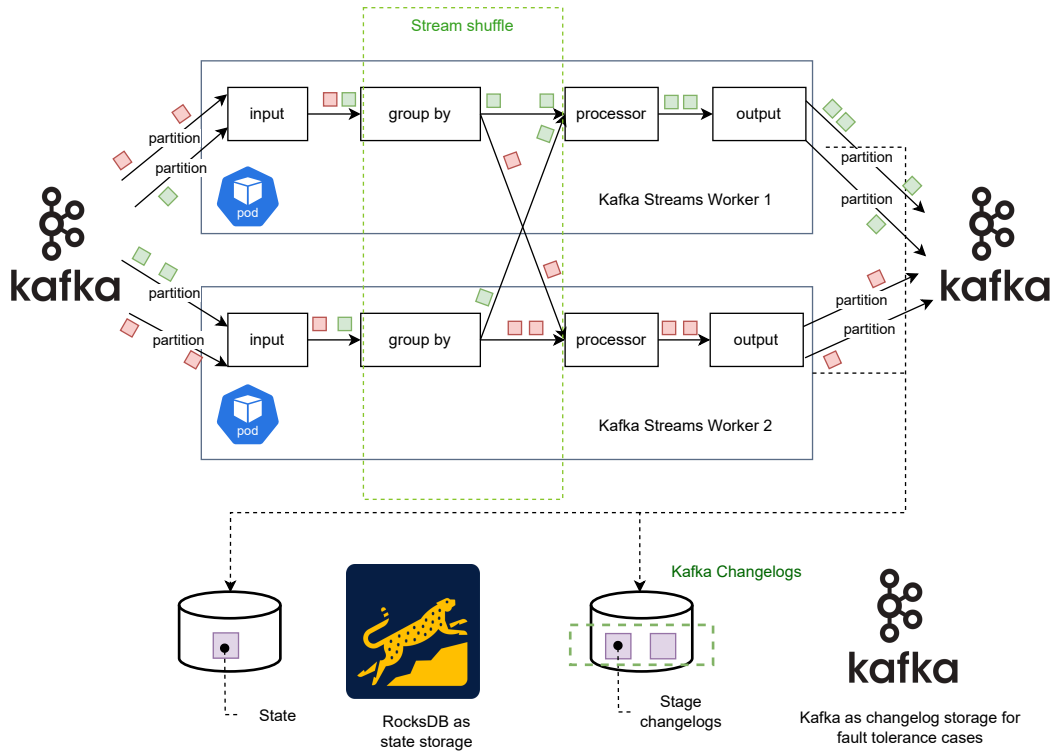 Stream shuffle
input
group by
processor
output
partition
partition
partition
partition
pod
Kafka Streams Worker 1
kafka
kafka
partition
partition
input
group by
processor
output
partition
partition
pod
Kafka Streams Worker 2
Kafka Changelogs
kafka
State
RocksDB as
state storage
Stage
changelogs
Kafka as changelog storage for
fault tolerance cases